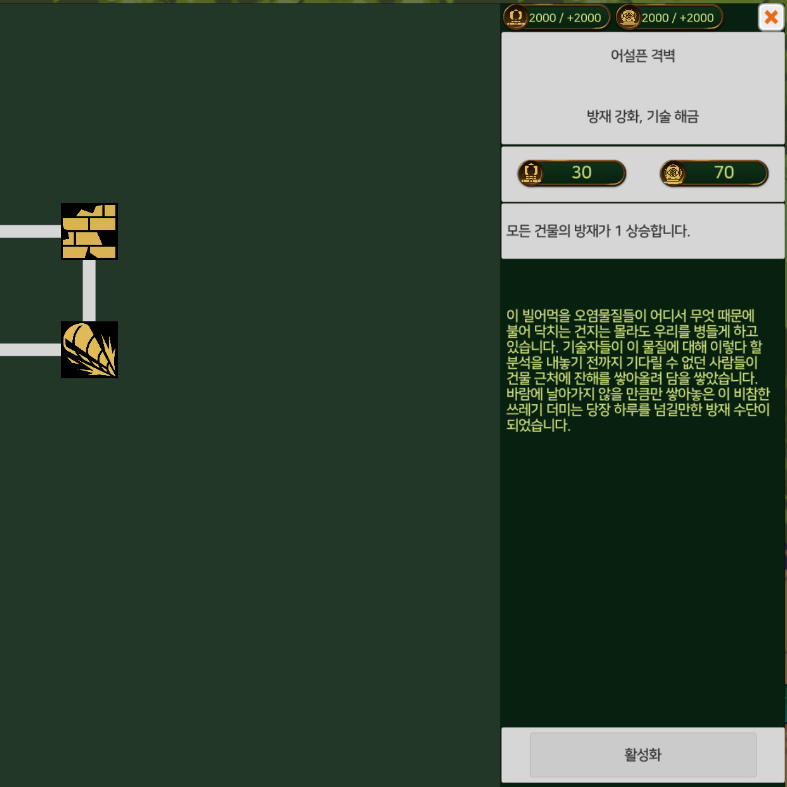 2000 / +2000
2000 / +2000
어설픈 격벽
방재 강화, 기술 해금
30
70
모든 건물의 방재가 1 상승합니다.
이 빌어먹을 오염물질들이 어디서 무엇 때문에
불어 닥치는 건지는 몰라도 우리를 병들게 하고
있습니다. 기술자들이 이 물질에 대해 이렇다 할
분석을 내놓기 전까지 기다릴 수 없던 사람들이
건물 근처에 잔해를 쌓아올려 담을 쌓았습니다.
바람에 날아가지 않을 만큼만 쌓아놓은 이 비참한
쓰레기 더미는 당장 하루를 넘길만한 방재 수단이
되었습니다.
활성화